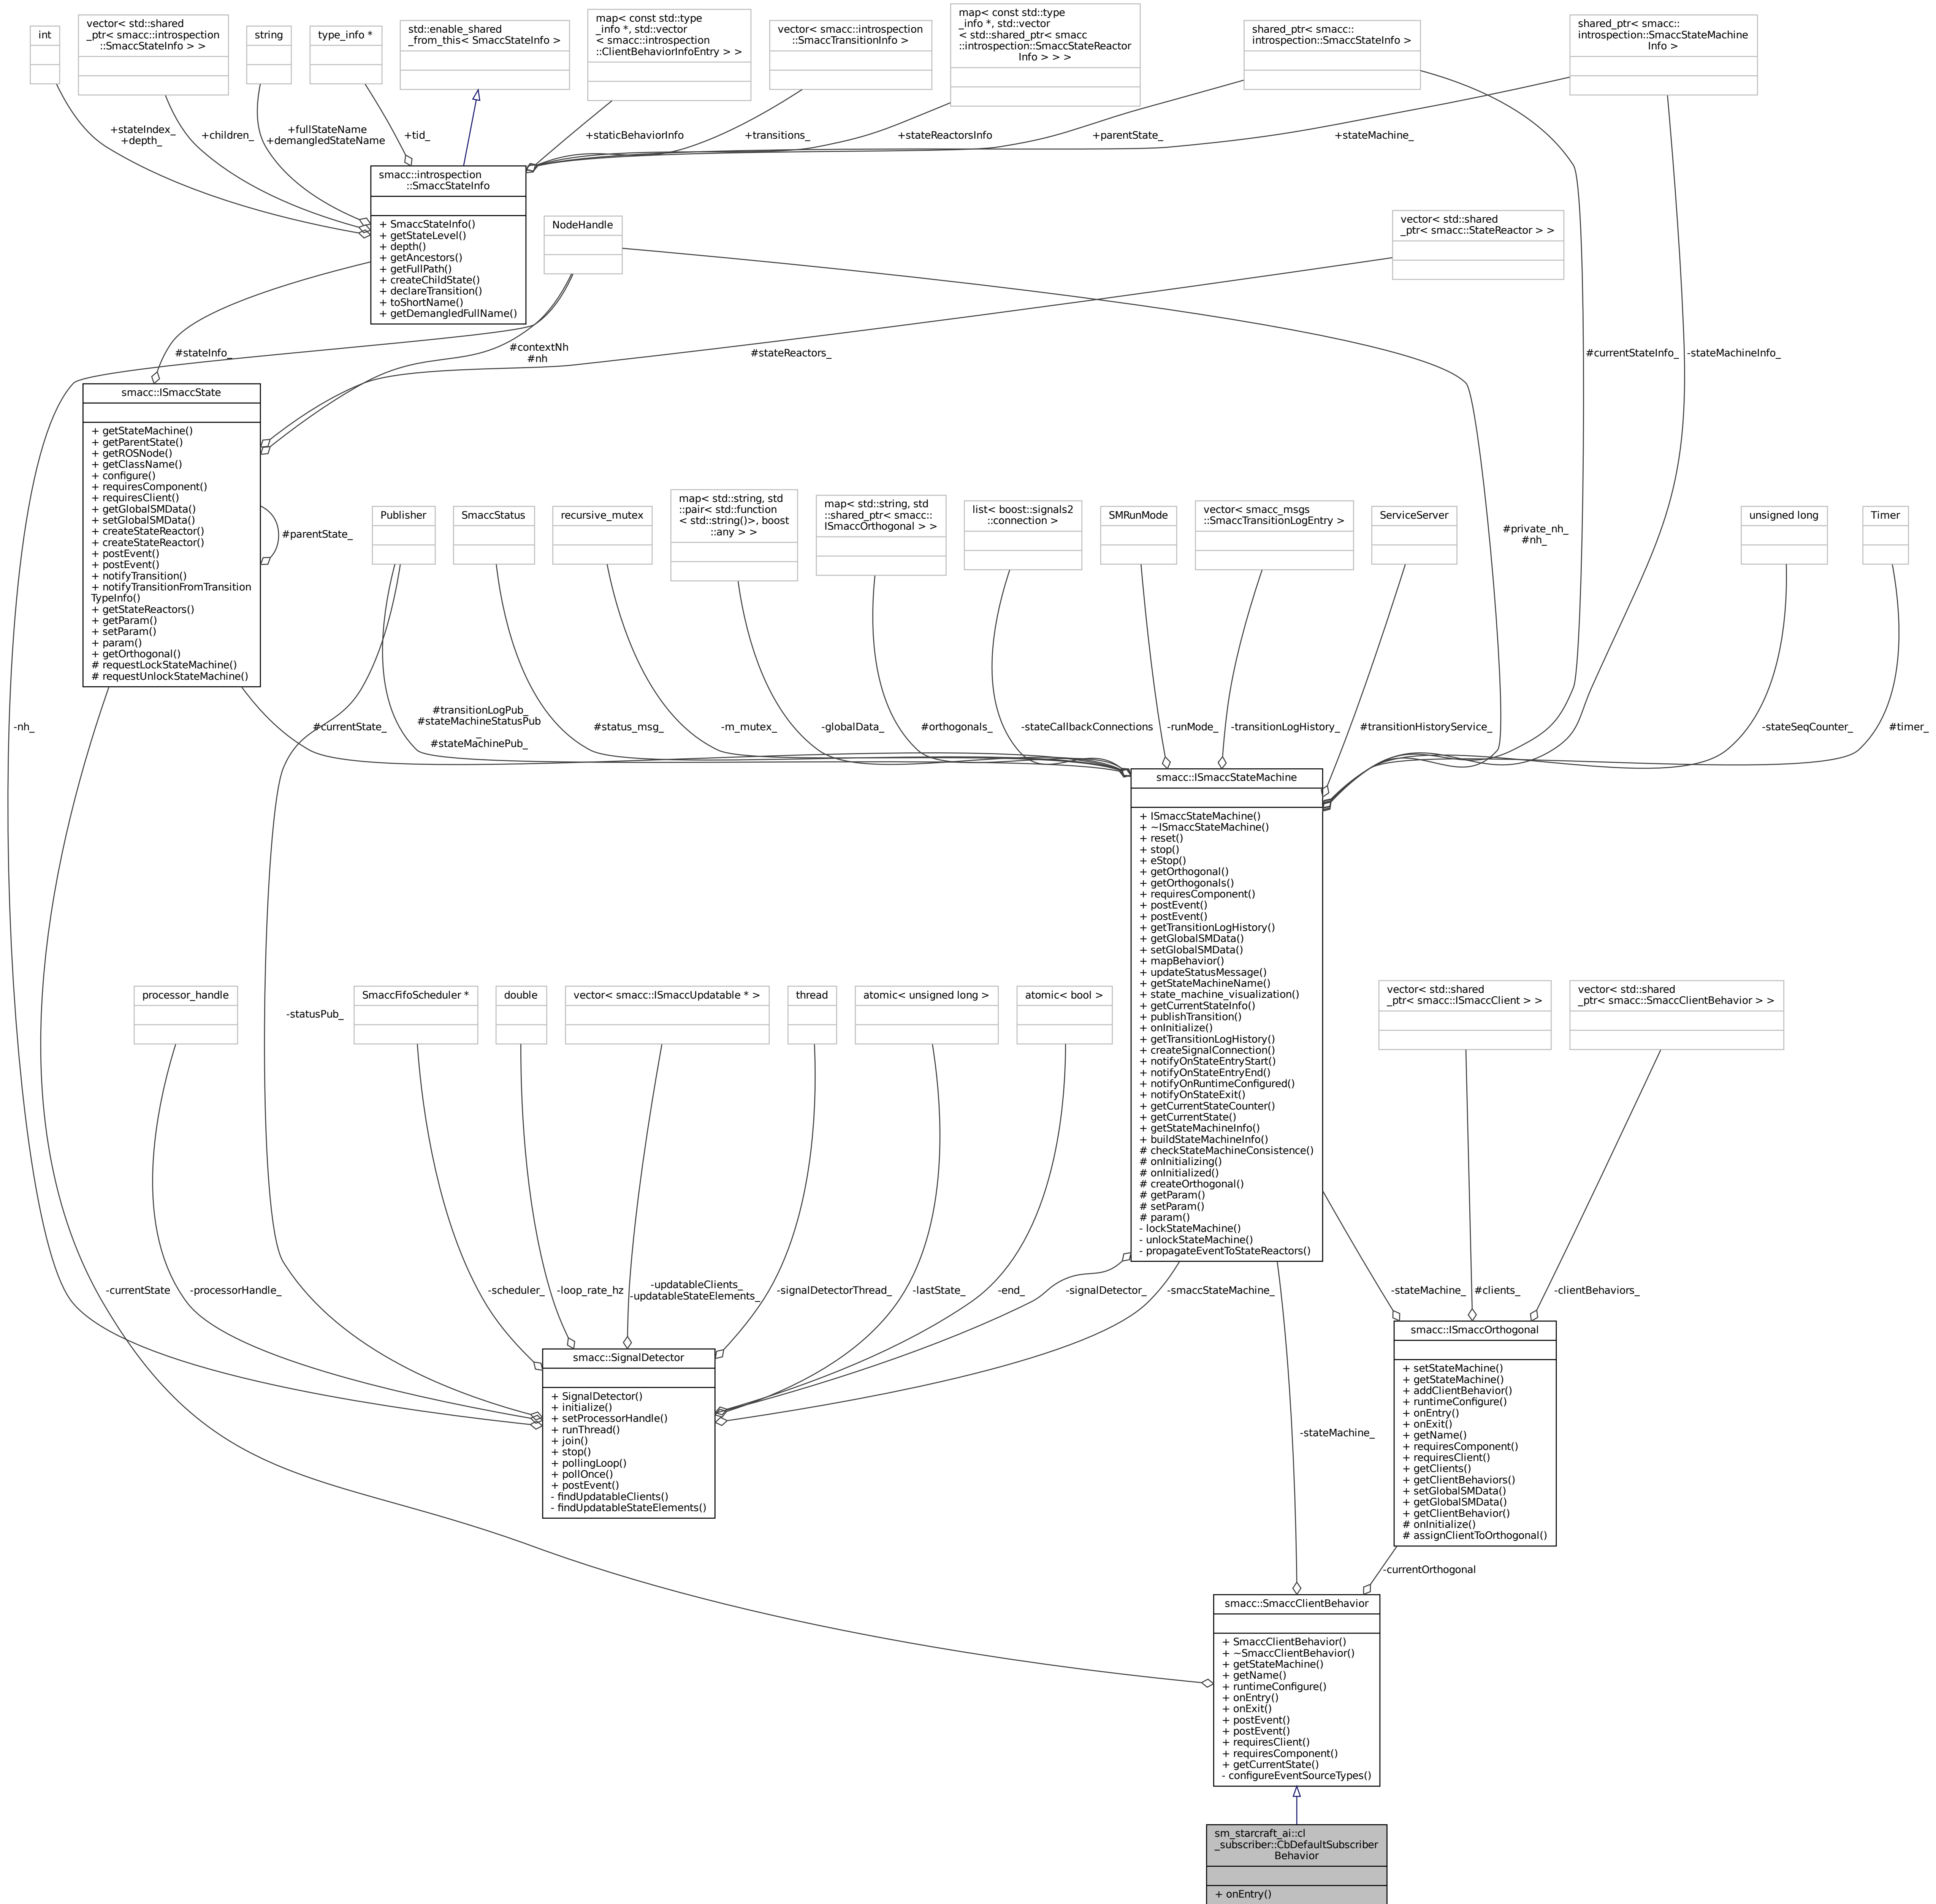 int
vector< std::shared
_ptr< smacc::introspection
::SmaccStateInfo > >
string
type_info *
std::enable_shared
_from_this< SmaccStateInfo >
map< const std::type
_info *, std::vector
< smacc::introspection
::ClientBehaviorInfoEntry > >
vector< smacc::introspection
::SmaccTransitionInfo >
map< const std::type
_info *, std::vector
< std::shared_ptr< smacc
::introspection::SmaccStateReactor
Info > > >
shared_ptr< smacc::
introspection::SmaccStateInfo >
shared_ptr< smacc::
introspection::SmaccStateMachine
Info >
+stateIndex_
+depth_
+children_
+fullStateName
+demangledStateName
+tid_
+staticBehaviorInfo
+transitions_
+stateReactorsInfo
+parentState_
+stateMachine_
smacc::introspection
::SmaccStateInfo
+ SmaccStateInfo()
+ getStateLevel()
+ depth()
+ getAncestors()
+ getFullPath()
+ createChildState()
+ declareTransition()
+ toShortName()
+ getDemangledFullName()
NodeHandle
vector< std::shared
_ptr< smacc::StateReactor > >
#stateInfo_
#contextNh
#nh
#stateReactors_
#currentStateInfo_
-stateMachineInfo_
smacc::ISmaccState
+ getStateMachine()
+ getParentState()
+ getROSNode()
+ getClassName()
+ configure()
+ requiresComponent()
+ requiresClient()
+ getGlobalSMData()
+ setGlobalSMData()
+ createStateReactor()
+ createStateReactor()
+ postEvent()
+ postEvent()
+ notifyTransition()
+ notifyTransitionFromTransition
TypeInfo()
+ getStateReactors()
+ getParam()
+ setParam()
+ param()
+ getOrthogonal()
# requestLockStateMachine()
# requestUnlockStateMachine()
#parentState_
Publisher
SmaccStatus
recursive_mutex
map< std::string, std
::pair< std::function
< std::string()>, boost
::any > >
map< std::string, std
::shared_ptr< smacc::
ISmaccOrthogonal > >
list< boost::signals2
::connection >
SMRunMode
vector< smacc_msgs
::SmaccTransitionLogEntry >
ServiceServer
#private_nh_
#nh_
unsigned long
Timer
-nh_
#currentState_
#transitionLogPub_
#stateMachineStatusPub
_
#stateMachinePub_
#status_msg_
-m_mutex_
-globalData_
#orthogonals_
-stateCallbackConnections
-runMode_
-transitionLogHistory_
#transitionHistoryService_
-stateSeqCounter_
#timer_
smacc::ISmaccStateMachine
+ ISmaccStateMachine()
+ ~ISmaccStateMachine()
+ reset()
+ stop()
+ eStop()
+ getOrthogonal()
+ getOrthogonals()
+ requiresComponent()
+ postEvent()
+ postEvent()
+ getTransitionLogHistory()
+ getGlobalSMData()
+ setGlobalSMData()
+ mapBehavior()
+ updateStatusMessage()
+ getStateMachineName()
+ state_machine_visualization()
+ getCurrentStateInfo()
+ publishTransition()
+ onInitialize()
+ getTransitionLogHistory()
+ createSignalConnection()
+ notifyOnStateEntryStart()
+ notifyOnStateEntryEnd()
+ notifyOnRuntimeConfigured()
+ notifyOnStateExit()
+ getCurrentStateCounter()
+ getCurrentState()
+ getStateMachineInfo()
+ buildStateMachineInfo()
# checkStateMachineConsistence()
# onInitializing()
# onInitialized()
# createOrthogonal()
# getParam()
# setParam()
# param()
- lockStateMachine()
- unlockStateMachine()
- propagateEventToStateReactors()
processor_handle
-statusPub_
SmaccFifoScheduler *
double
vector< smacc::ISmaccUpdatable * >
thread
atomic< unsigned long >
atomic< bool >
vector< std::shared
_ptr< smacc::ISmaccClient > >
vector< std::shared
_ptr< smacc::SmaccClientBehavior > >
-currentState
-processorHandle_
-scheduler_
-loop_rate_hz
-updatableClients_
-updatableStateElements_
-signalDetectorThread_
-lastState_
-end_
-signalDetector_
-smaccStateMachine_
-stateMachine_
#clients_
-clientBehaviors_
smacc::SignalDetector
+ SignalDetector()
+ initialize()
+ setProcessorHandle()
+ runThread()
+ join()
+ stop()
+ pollingLoop()
+ pollOnce()
+ postEvent()
- findUpdatableClients()
- findUpdatableStateElements()
smacc::ISmaccOrthogonal
+ setStateMachine()
+ getStateMachine()
+ addClientBehavior()
+ runtimeConfigure()
+ onEntry()
+ onExit()
+ getName()
+ requiresComponent()
+ requiresClient()
+ getClients()
+ getClientBehaviors()
+ setGlobalSMData()
+ getGlobalSMData()
+ getClientBehavior()
# onInitialize()
# assignClientToOrthogonal()
-stateMachine_
-currentOrthogonal
smacc::SmaccClientBehavior
+ SmaccClientBehavior()
+ ~SmaccClientBehavior()
+ getStateMachine()
+ getName()
+ runtimeConfigure()
+ onEntry()
+ onExit()
+ postEvent()
+ postEvent()
+ requiresClient()
+ requiresComponent()
+ getCurrentState()
- configureEventSourceTypes()
sm_starcraft_ai::cl
_subscriber::CbDefaultSubscriber
Behavior
+ onEntry()